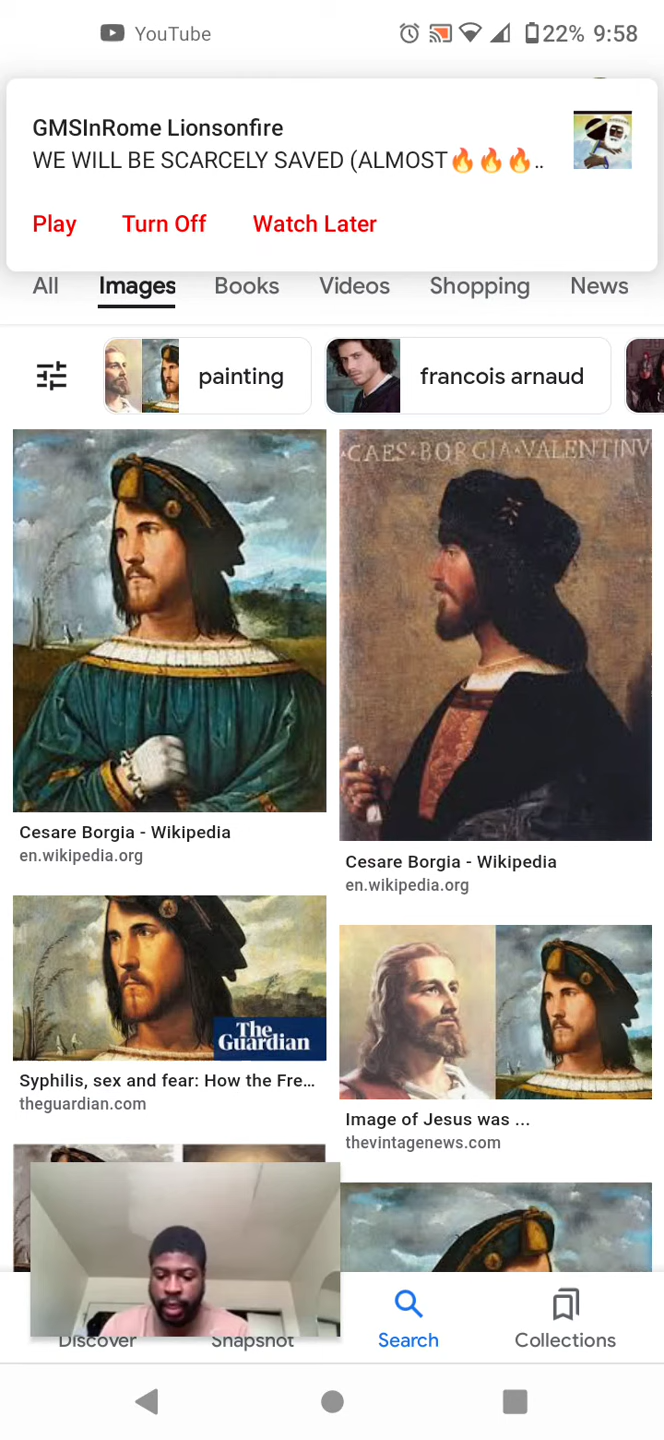 YouTube
22% 9:58
GMSInRome Lionsonfire
WE WILL BE SCARCELY SAVED (ALMOST🔥🔥🔥..
Play Turn Off Watch Later
All Images Books Videos Shopping News
painting francois arnaud
CAES·BORGIA·VALENTINV
Cesare Borgia - Wikipedia
en.wikipedia.org
Cesare Borgia - Wikipedia
en.wikipedia.org
The
Guardian
Syphilis, sex and fear: How the Fre...
theguardian.com
Image of Jesus was ...
thevintagenews.com
Discover Snapshot Search Collections